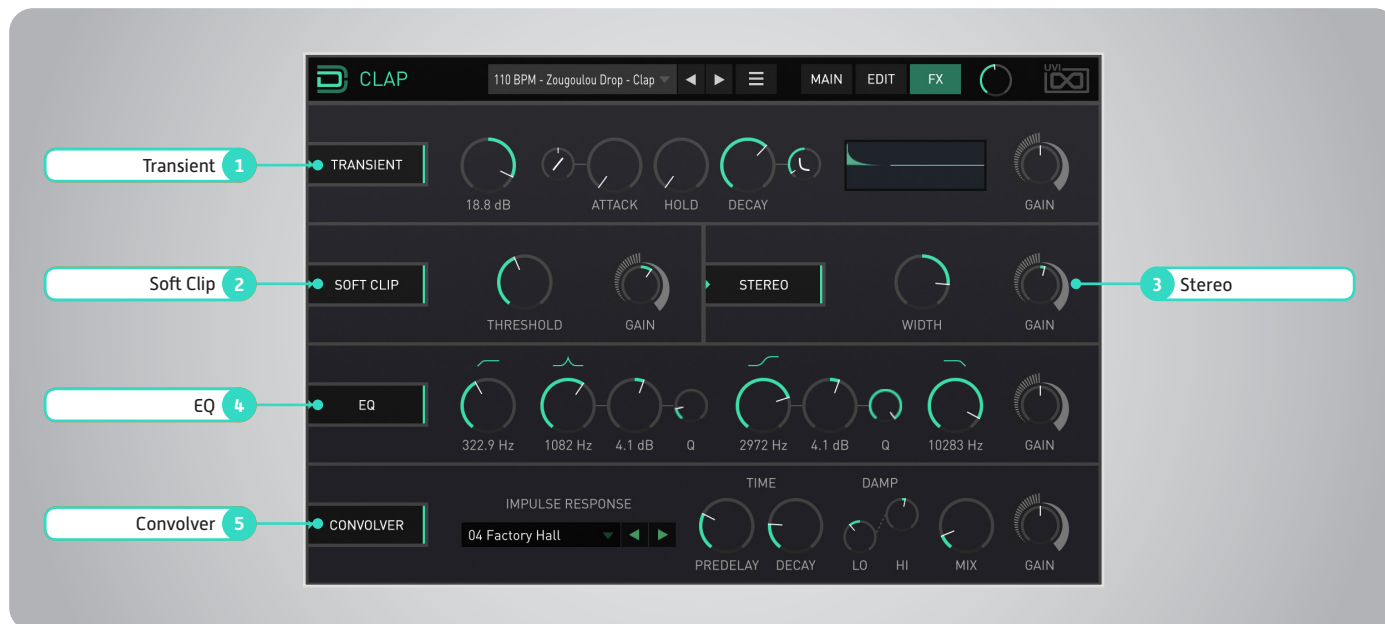 CLAP 110 BPM - Zougoulou Drop - Clap MAIN EDIT FX UVI
Transient 1 TRANSIENT
18.8 dB ATTACK HOLD DECAY GAIN
Soft Clip 2 SOFT CLIP STEREO 3 Stereo
THRESHOLD GAIN WIDTH GAIN
EQ 4 EQ
322.9 Hz 1082 Hz 4.1 dB Q 2972 Hz 4.1 dB Q 10283 Hz GAIN
TIME DAMP
IMPULSE RESPONSE
Convolver 5 CONVOLVER
04 Factory Hall
PREDELAY DECAY LO HI MIX GAIN